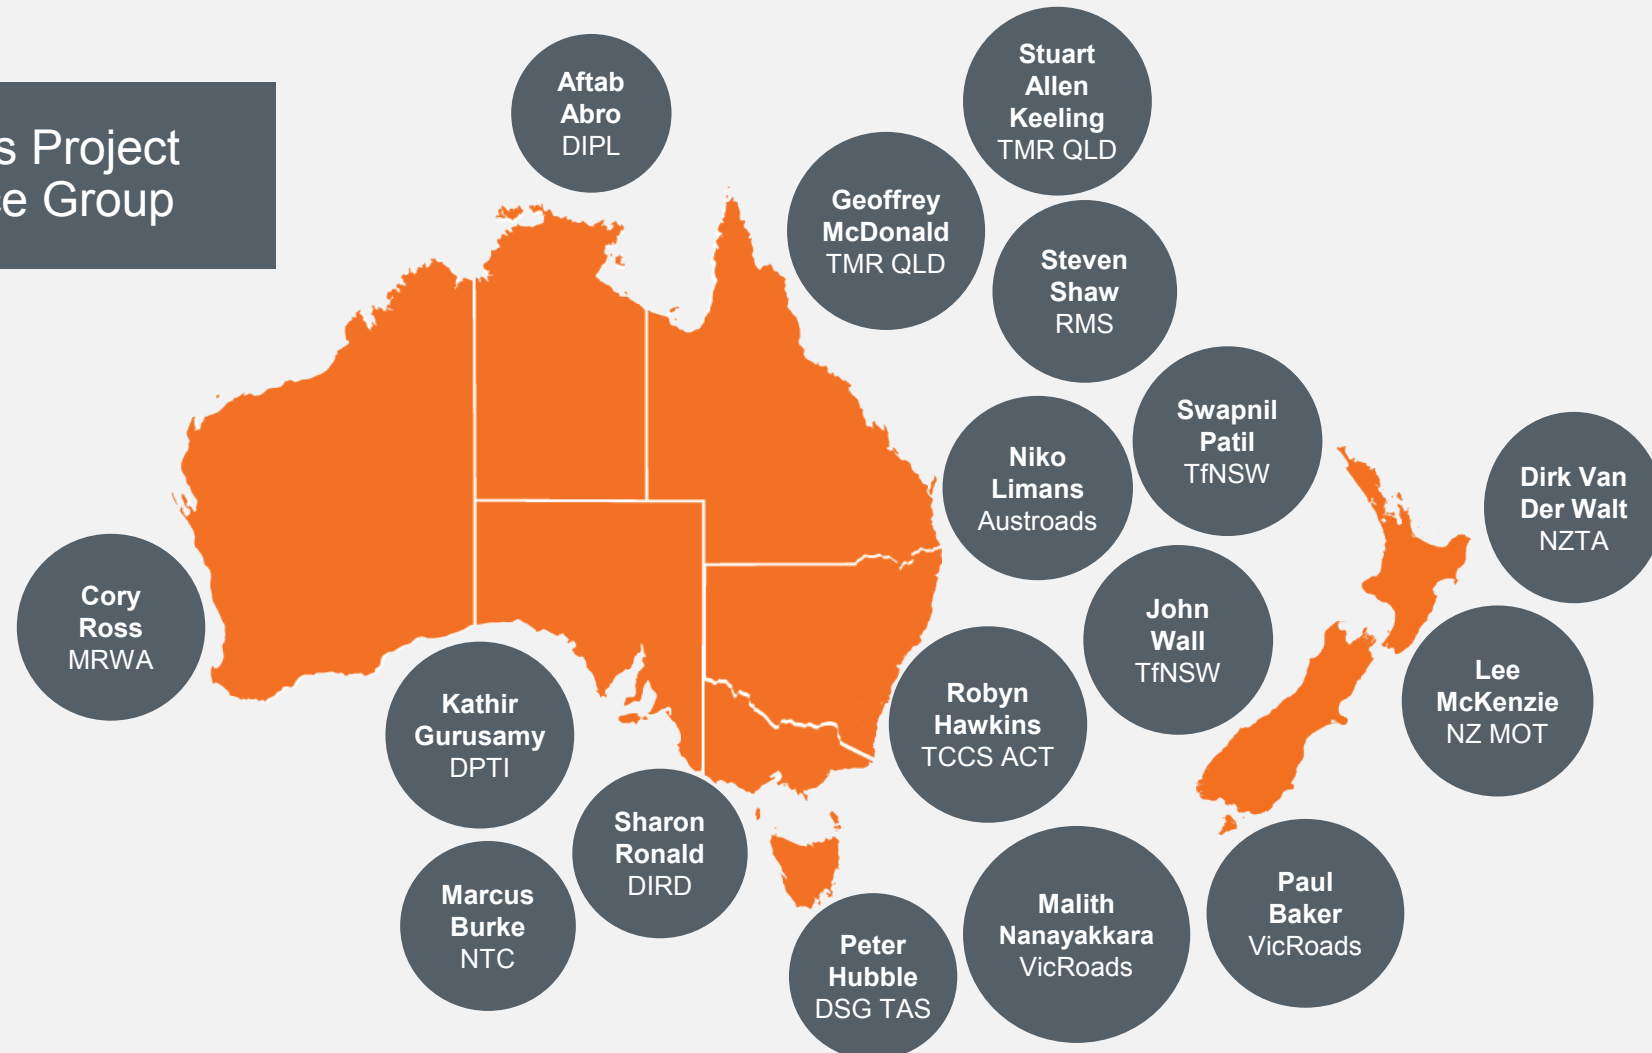 s Project
e Group
Aftab
Abro
DIPL
Stuart
Allen
Keeling
TMR QLD
Geoffrey
McDonald
TMR QLD
Steven
Shaw
RMS
Swapnil
Patil
TfNSW
Niko
Limans
Austroads
Dirk Van
Der Walt
NZTA
Cory
Ross
MRWA
John
Wall
TfNSW
Lee
McKenzie
NZ MOT
Kathir
Gurusamy
DPTI
Robyn
Hawkins
TCCS ACT
Sharon
Ronald
DIRD
Marcus
Burke
NTC
Peter
Hubble
DSG TAS
Malith
Nanayakkara
VicRoads
Paul
Baker
VicRoads